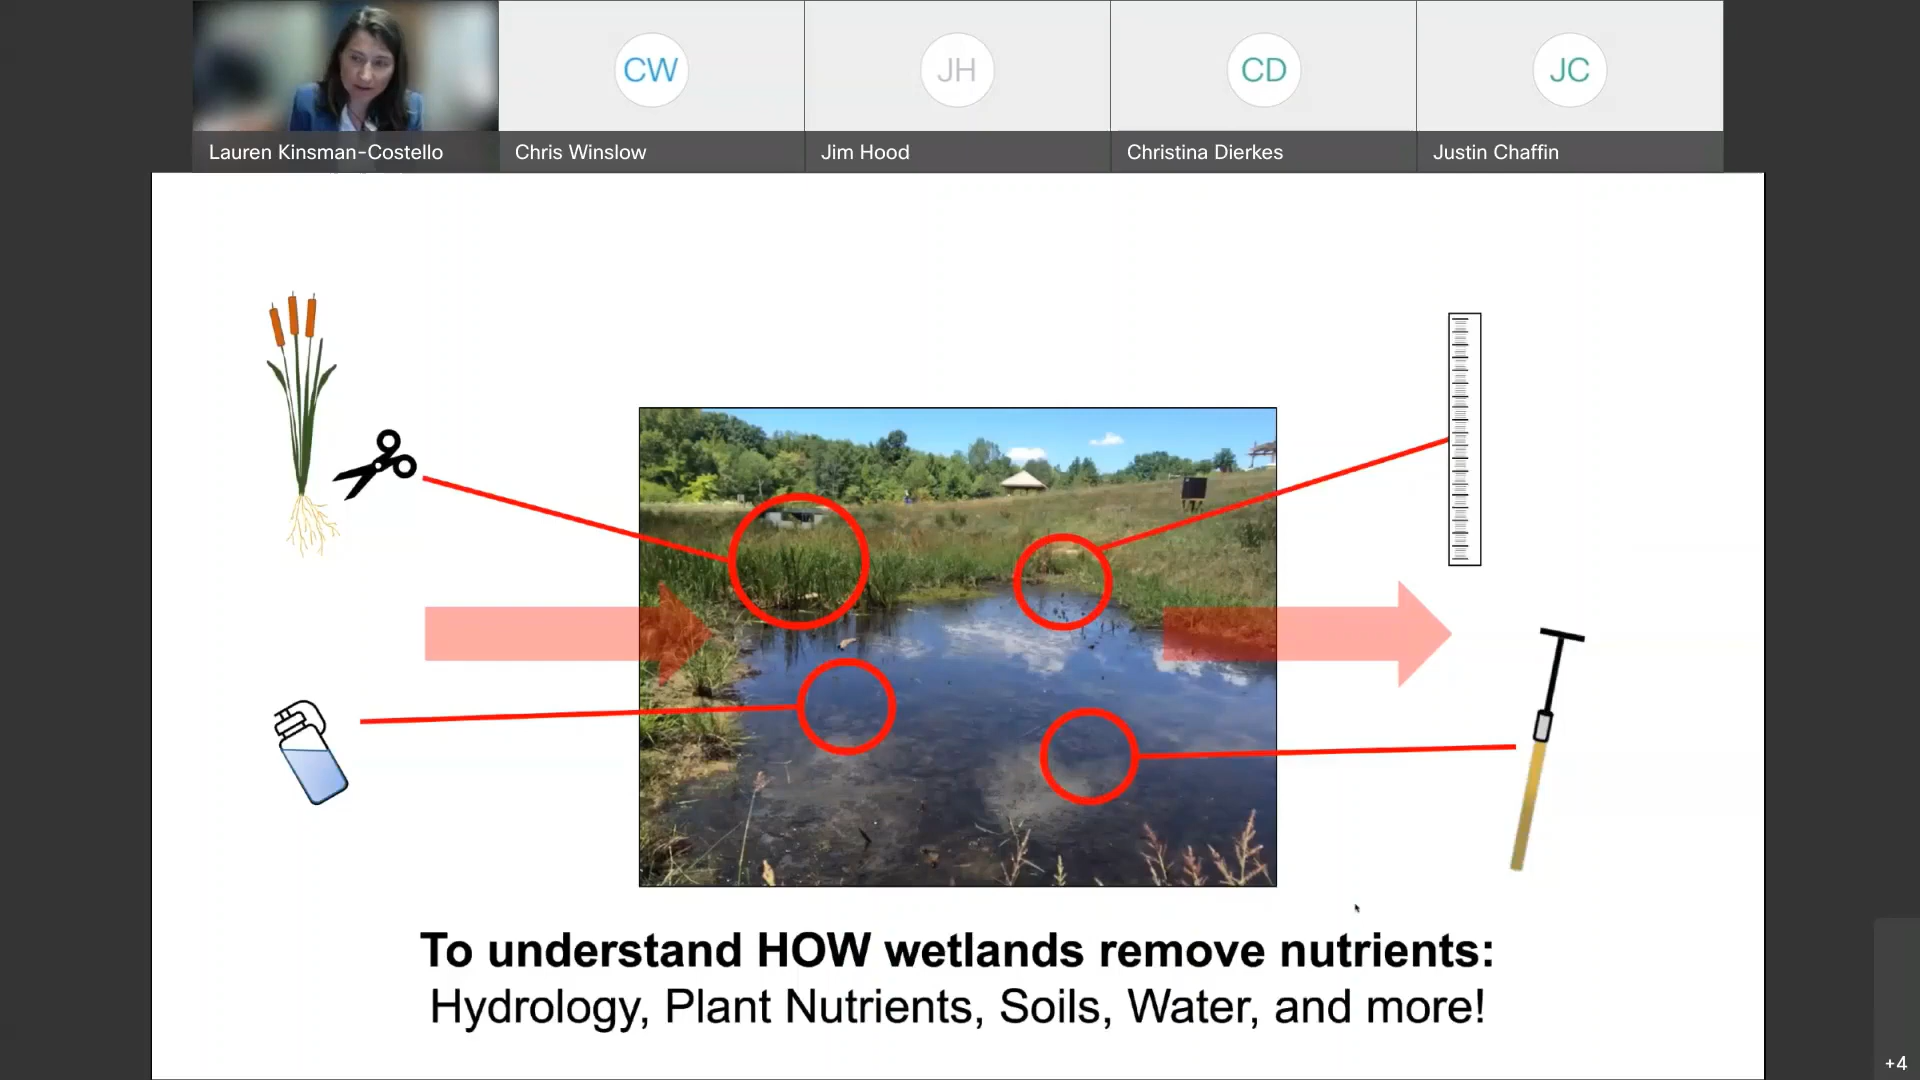 CW
JH
CD
JC
Lauren Kinsman-Costello
Chris Winslow
Jim Hood
Christina Dierkes
Justin Chaffin
To understand HOW wetlands remove nutrients:
Hydrology, Plant Nutrients, Soils, Water, and more!
+4